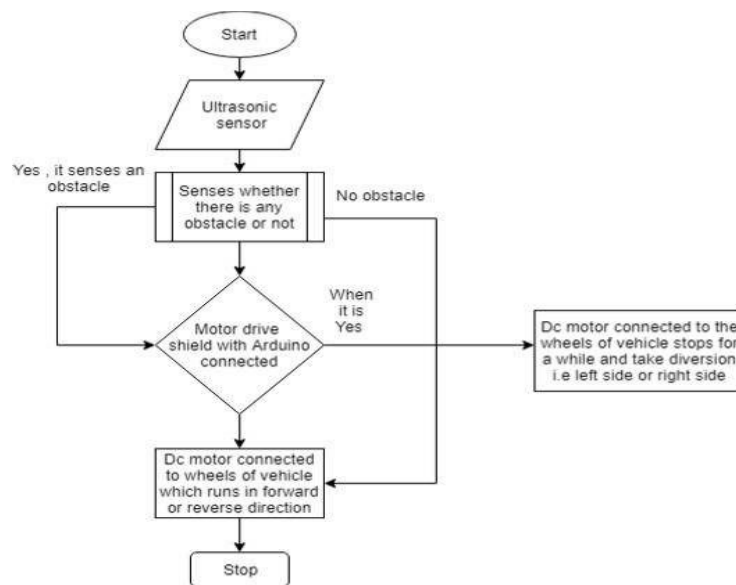 Start
Ultrasonic
sensor
Yes , it senses an
obstacle
Senses whether
there is any
obstacle or not
No obstacle
When
it is
Yes
Motor drive
shield with Arduino
connected
Dc motor connected to the
wheels of vehicle stops for
a while and take diversion
i.e left side or right side
Dc motor connected
to wheels of vehicle
which runs in forward
or reverse direction
Stop